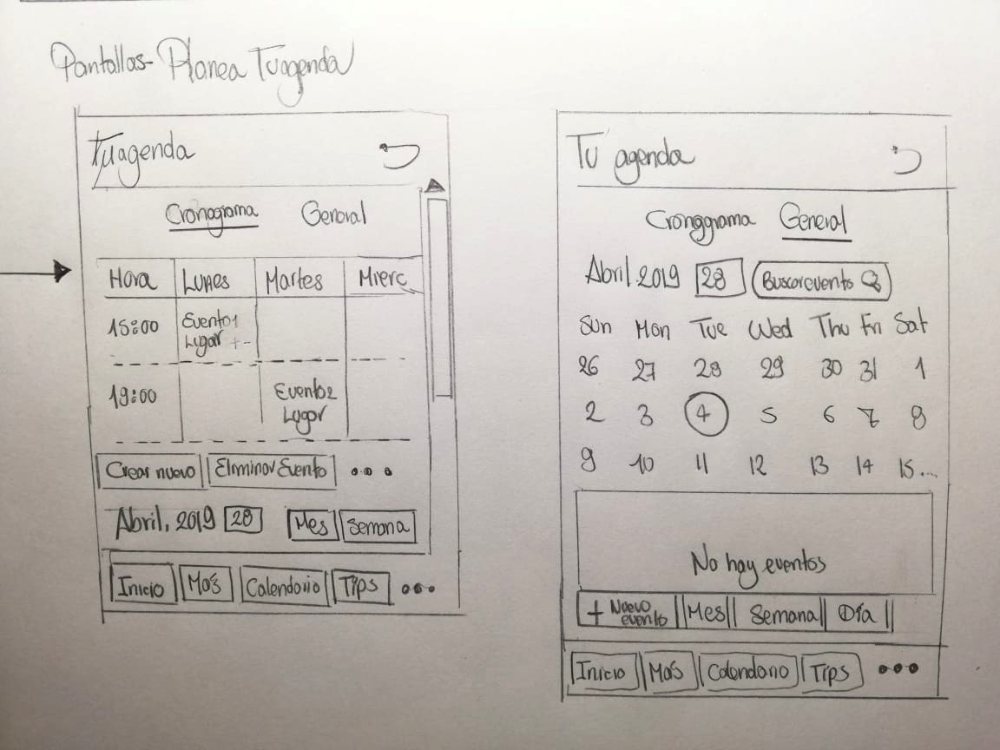 Pantallas- Planea Tuagenda
Tuagenda
Cronograma General
Hora Lunes Martes Mierc
15:00 Evento1
Lugar + -
19:00 Evento2
Lugar
Crear nuevo Eliminar Evento ...
Abril, 2019 28 Mes Semana
Inicio Más Calendario Tips ...
Tu agenda
Cronograma General
Abril 2019 28 Buscar evento
Sun Mon Tue Wed Thu Fri Sat
26 27 28 29 30 31 1
2 3 4 5 6 7 8
9 10 11 12 13 14 15...
No hay eventos
+ Nuevo evento Mes Semana Día
Inicio Más Calendario Tips ...